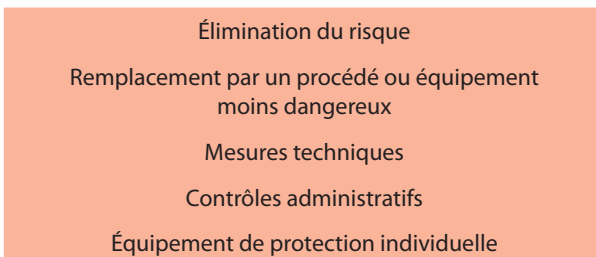 Élimination du risque
Remplacement par un procédé ou équipement
moins dangereux
Mesures techniques
Contrôles administratifs
Équipement de protection individuelle